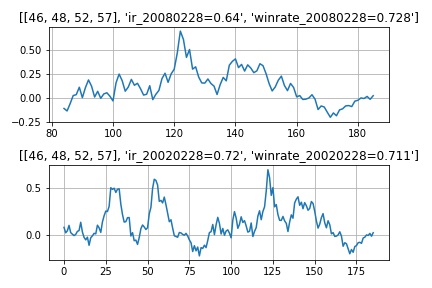 [[46, 48, 52, 57], 'ir_20080228=0.64', 'winrate_20080228=0.728']
0.50
0.25
0.00
−0.25
80 100 120 140 160 180
[[46, 48, 52, 57], 'ir_20020228=0.72', 'winrate_20020228=0.711']
0.5
0.0
0 25 50 75 100 125 150 175